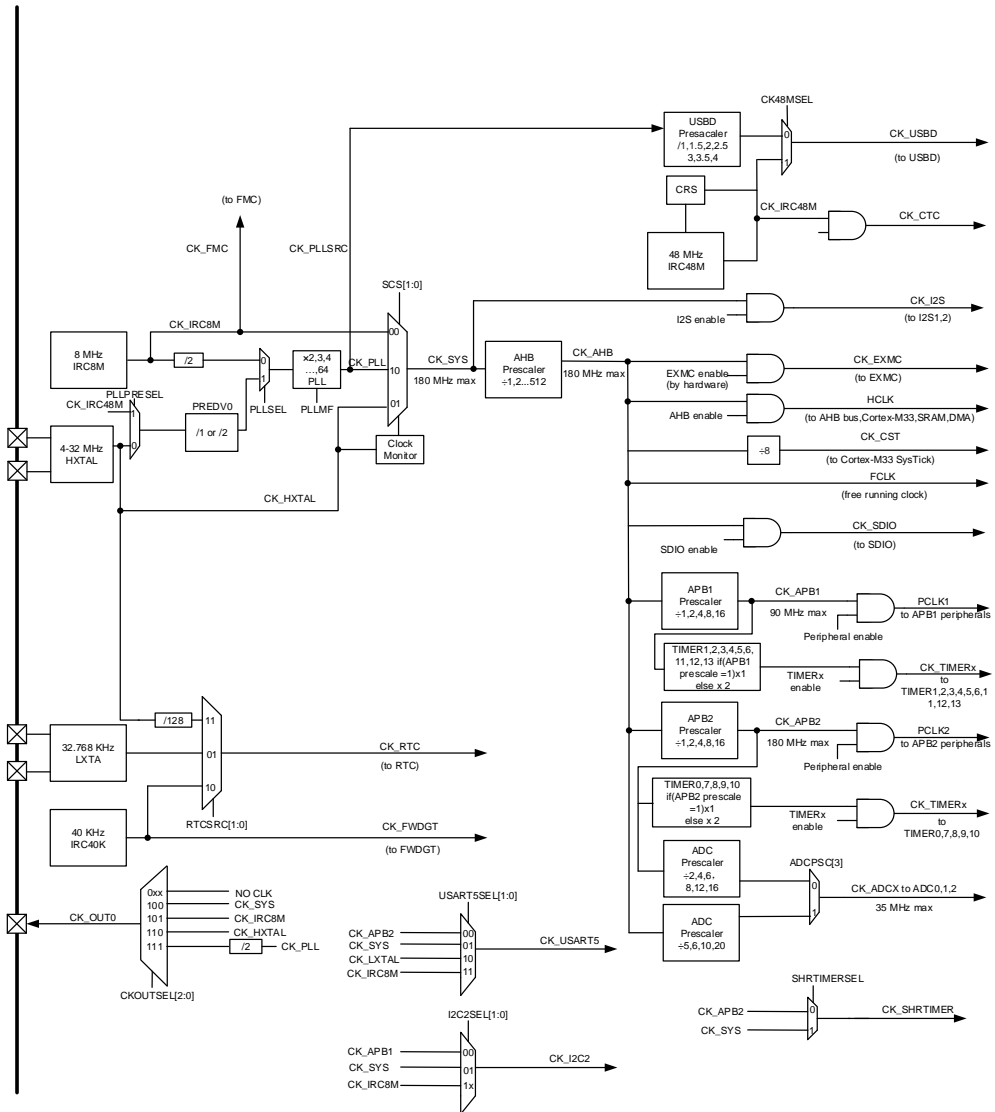 CK48MSEL
USBD
Presacaler
/1,1.5,2,2.5
3,3.5,4
0
1
CK_USBD
(to USBD)
CRS
CK_IRC48M
CK_CTC
48 MHz
IRC48M
(to FMC)
CK_FMC
CK_PLLSRC
SCS[1:0]
CK_I2S
I2S enable
(to I2S1,2)
8 MHz
IRC8M
CK_IRC8M
/2
0
1
PLLSEL
x2,3,4
…,64
PLL
PLLMF
CK_PLL
00
10
01
CK_SYS
180 MHz max
AHB
Prescaler
÷1,2...512
CK_AHB
180 MHz max
EXMC enable
(by hardware)
CK_EXMC
(to EXMC)
PLLPRESEL
CK_IRC48M
1
0
PREDV0
/1 or /2
Clock
Monitor
AHB enable
HCLK
(to AHB bus,Cortex-M33,SRAM,DMA)
4-32 MHz
HXTAL
÷8
CK_CST
(to Cortex-M33 SysTick)
CK_HXTAL
FCLK
(free running clock)
SDIO enable
CK_SDIO
(to SDIO)
APB1
Prescaler
÷1,2,4,8,16
CK_APB1
90 MHz max
Peripheral enable
PCLK1
to APB1 peripherals
TIMER1,2,3,4,5,6,
11,12,13 if(APB1
prescale =1)x1
else x 2
TIMERx
enable
CK_TIMERx
to
TIMER1,2,3,4,5,6,1
1,12,13
/128
11
01
10
RTCSRC[1:0]
32.768 KHz
LXTA
CK_RTC
(to RTC)
APB2
Prescaler
÷1,2,4,8,16
CK_APB2
180 MHz max
Peripheral enable
PCLK2
to APB2 peripherals
TIMER0,7,8,9,10
if(APB2 prescale
=1)x1
else x 2
TIMERx
enable
CK_TIMERx
to
TIMER0,7,8,9,10
40 KHz
IRC40K
CK_FWDGT
(to FWDGT)
ADC
Prescaler
÷2,4,6,
8,12,16
ADCPSC[3]
0
1
CK_ADCX to ADC0,1,2
35 MHz max
ADC
Prescaler
÷5,6,10,20
CK_OUT0
0xx
100
101
110
111
NO CLK
CK_SYS
CK_IRC8M
CK_HXTAL
/2
CK_PLL
CKOUTSEL[2:0]
USART5SEL[1:0]
CK_APB2
CK_SYS
CK_LXTAL
CK_IRC8M
00
01
10
11
CK_USART5
SHRTIMERSEL
CK_APB2
CK_SYS
0
1
CK_SHRTIMER
I2C2SEL[1:0]
CK_APB1
CK_SYS
CK_IRC8M
00
01
1x
CK_I2C2